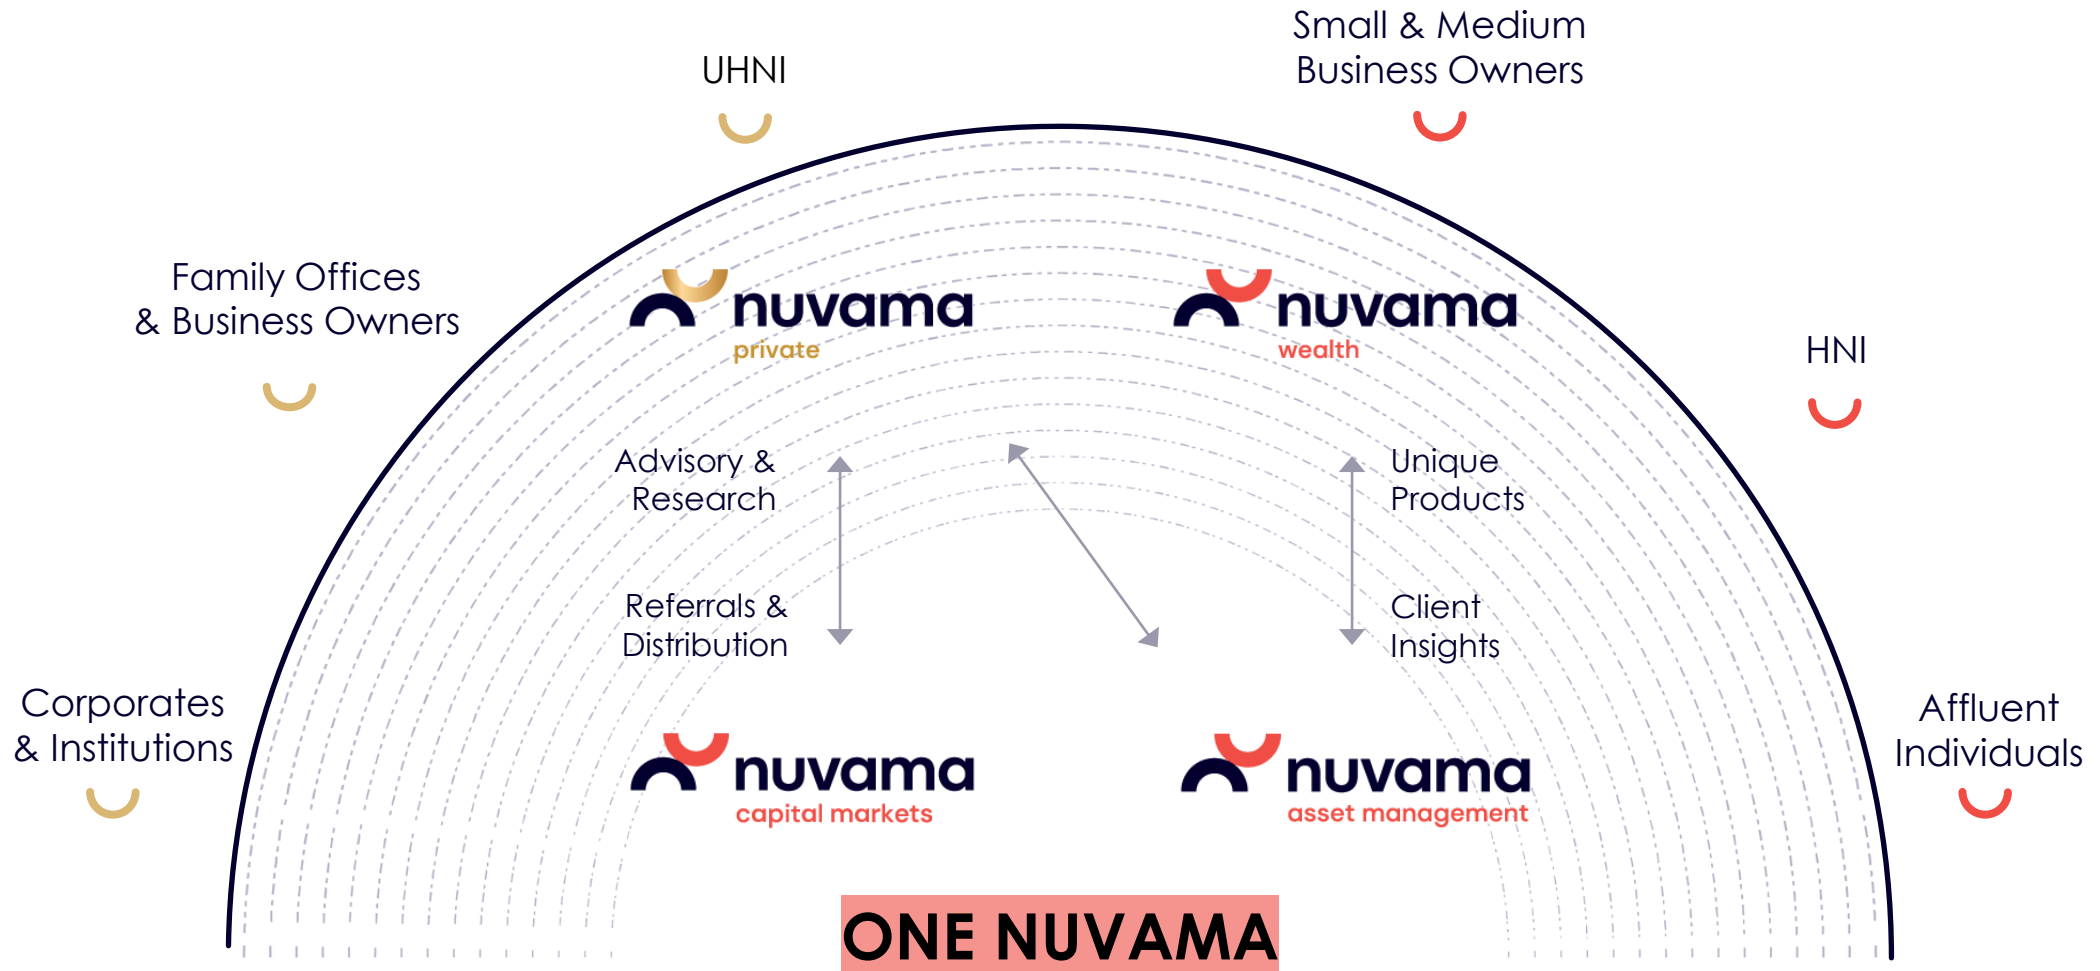 Small & Medium
Business Owners
UHNI
Family Offices
& Business Owners
nuvama
private
nuvama
wealth
HNI
Advisory &
Research
Unique
Products
Referrals &
Distribution
Client
Insights
Corporates
& Institutions
nuvama
capital markets
nuvama
asset management
Affluent
Individuals
ONE NUVAMA